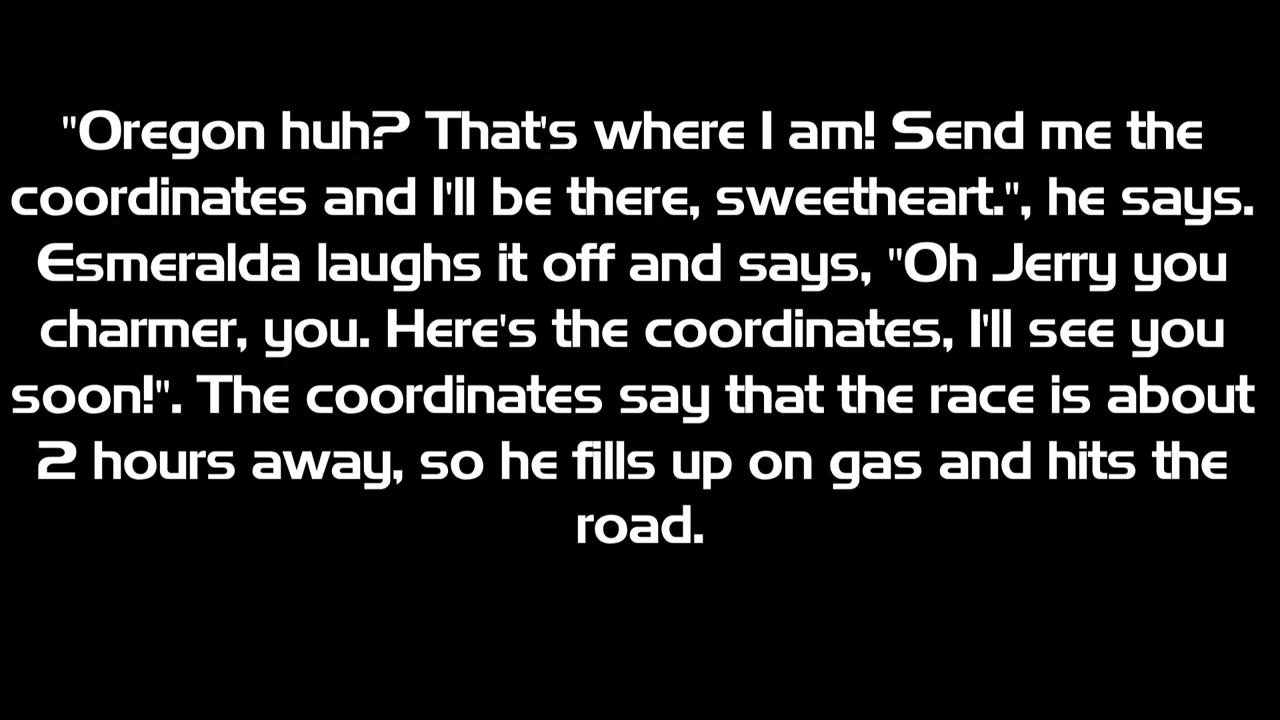 "Oregon huh? That's where I am! Send me the
coordinates and I'll be there, sweetheart.", he says.
Esmeralda laughs it off and says, "Oh Jerry you
charmer, you. Here's the coordinates, I'll see you
soon!". The coordinates say that the race is about
2 hours away, so he fills up on gas and hits the
road.